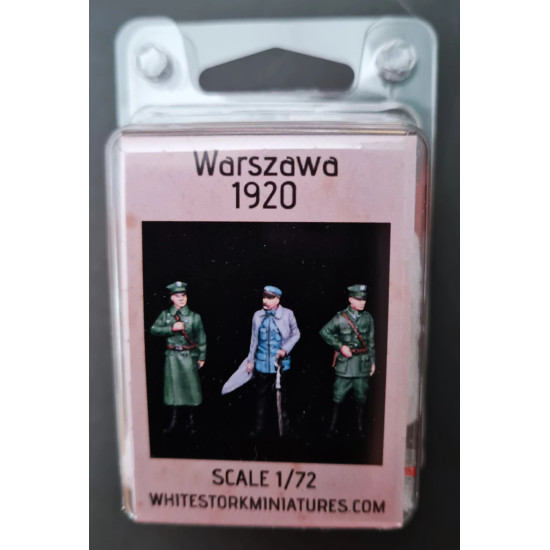 Warszawa
1920
SCALE 1/72
WHITESTORKMINIATURES.COM